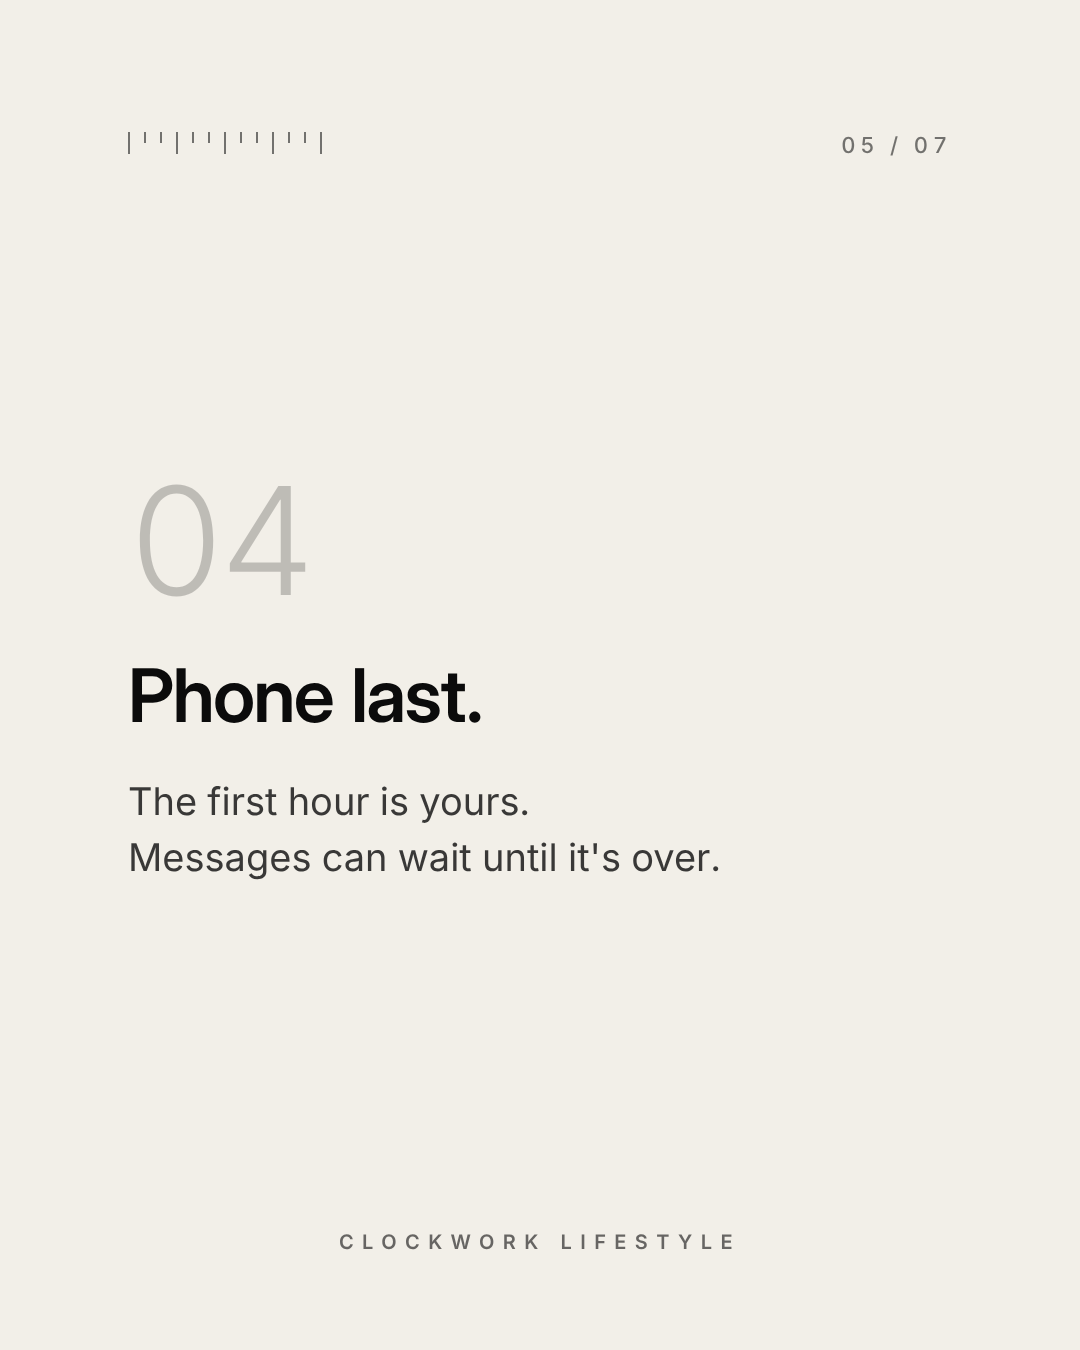 05 / 07
04
Phone last.
The first hour is yours.
Messages can wait until it's over.
CLOCKWORK LIFESTYLE